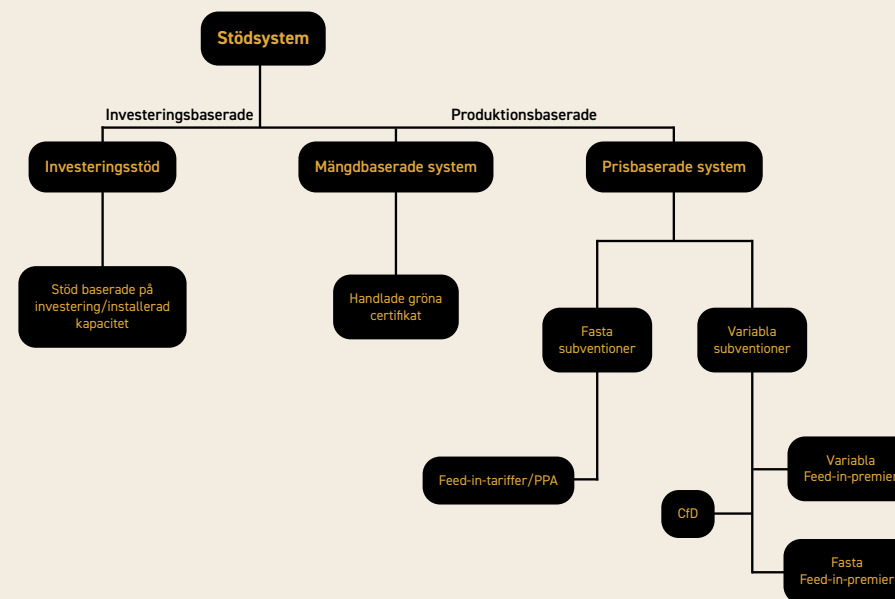 Stödsystem
Investeringsbaserade
Produktionsbaserade
Investeringsstöd
Mängdbaserade system
Prisbaserade system
Stöd baserade på
investering/installerad
kapacitet
Handlade gröna
certifikat
Fasta
subventioner
Variabla
subventioner
Feed-in-tariffer/PPA
Variabla
Feed-in-premier
CfD
Fasta
Feed-in-premier